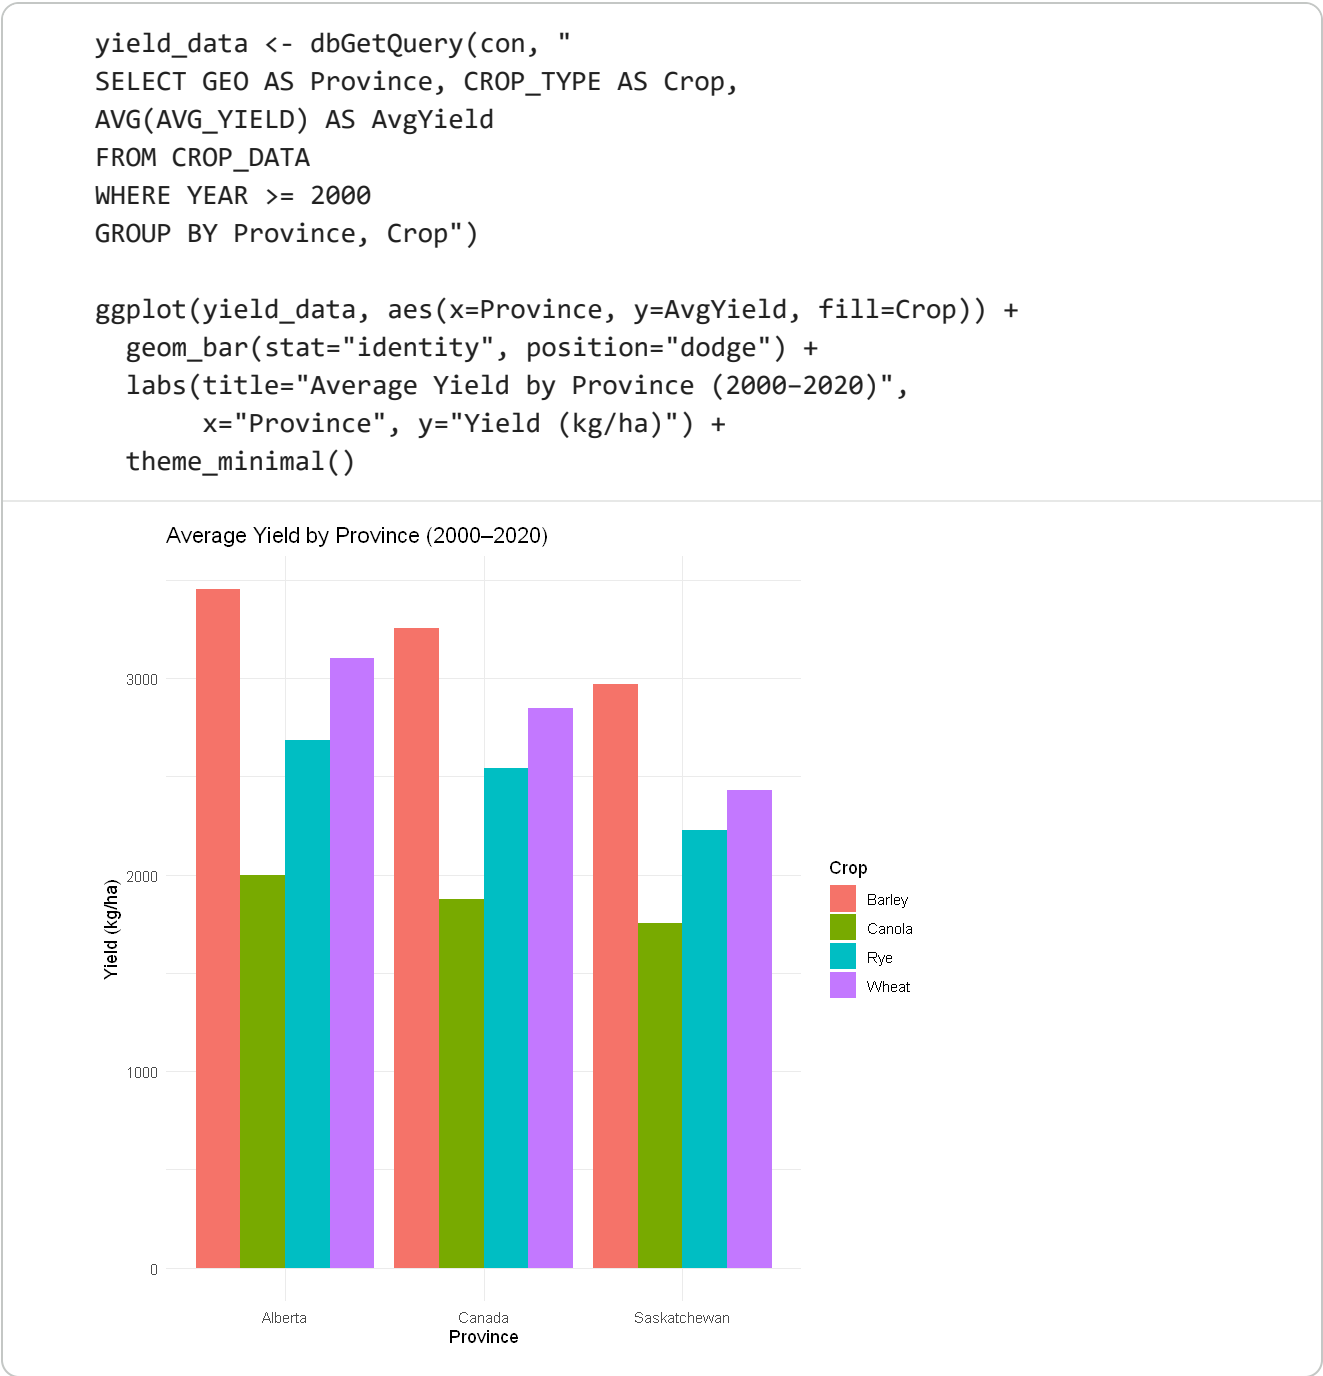 yield_data <- dbGetQuery(con, "
SELECT GEO AS Province, CROP_TYPE AS Crop,
AVG(AVG_YIELD) AS AvgYield
FROM CROP_DATA
WHERE YEAR >= 2000
GROUP BY Province, Crop")

ggplot(yield_data, aes(x=Province, y=AvgYield, fill=Crop)) +
  geom_bar(stat="identity", position="dodge") +
  labs(title="Average Yield by Province (2000–2020)",
       x="Province", y="Yield (kg/ha)") +
  theme_minimal()
Average Yield by Province (2000–2020)
3000
2000
1000
0
Yield (kg/ha)
Alberta
Canada
Saskatchewan
Province
Crop
Barley
Canola
Rye
Wheat